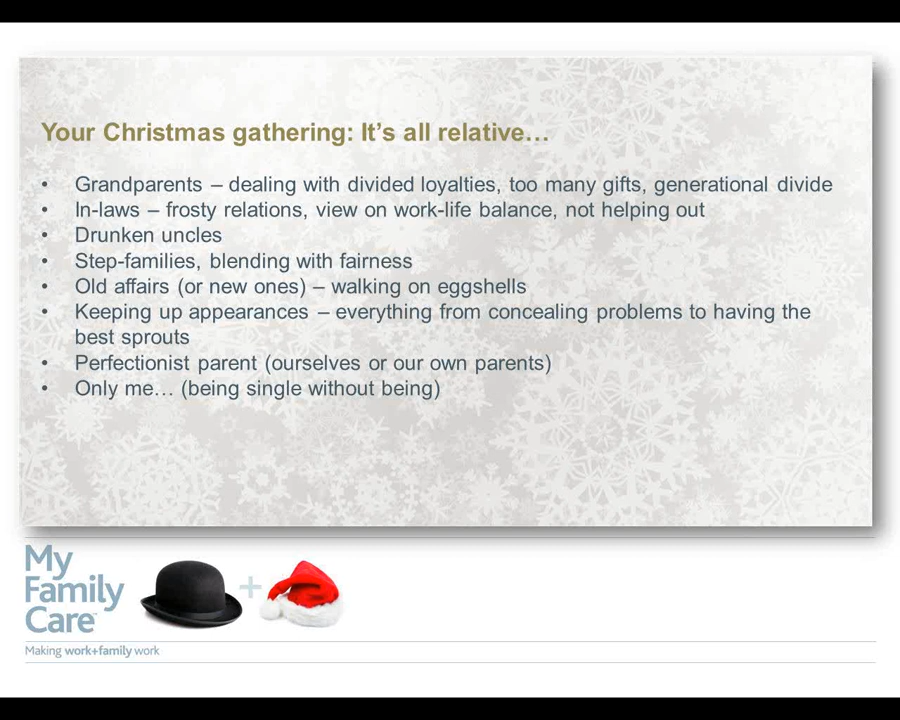 Your Christmas gathering: It's all relative…
• Grandparents – dealing with divided loyalties, too many gifts, generational divide
• In-laws – frosty relations, view on work-life balance, not helping out
• Drunken uncles
• Step-families, blending with fairness
• Old affairs (or new ones) – walking on eggshells
• Keeping up appearances – everything from concealing problems to having the
best sprouts
• Perfectionist parent (ourselves or our own parents)
• Only me… (being single without being)
My
Family
Care™
+
Making work+family work